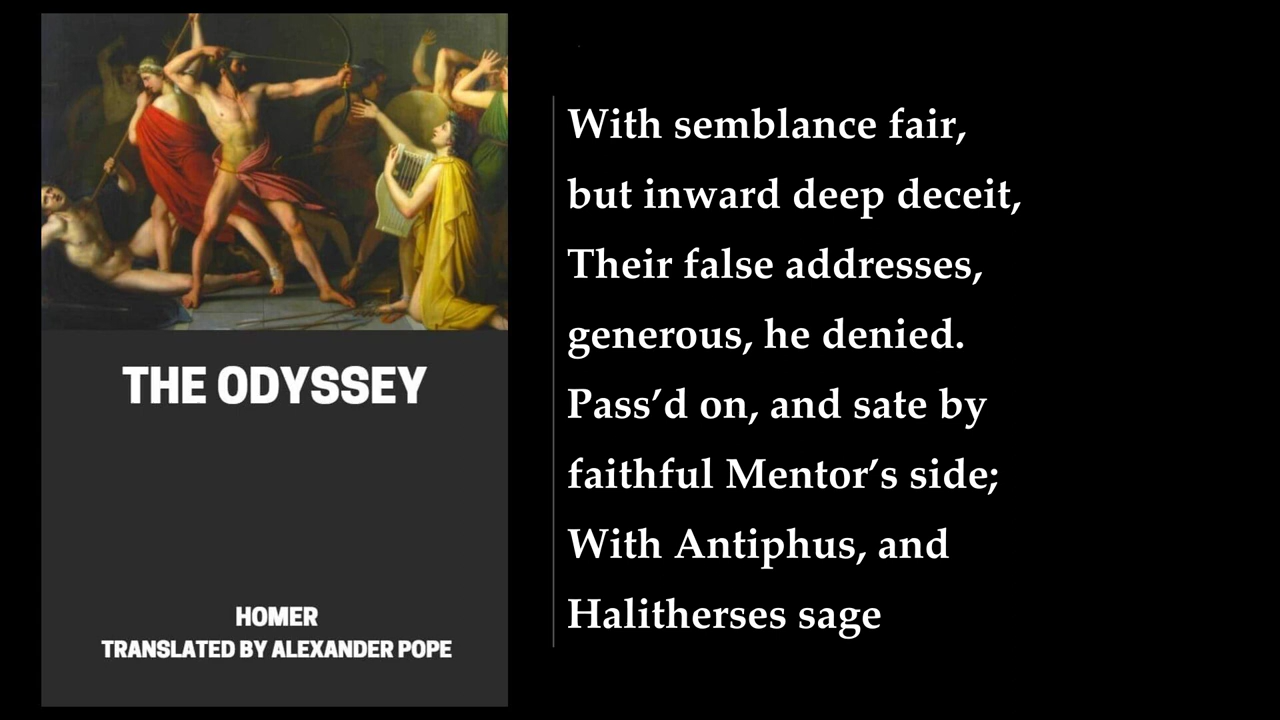 THE ODYSSEY
HOMER
TRANSLATED BY ALEXANDER POPE
With semblance fair,
but inward deep deceit,
Their false addresses,
generous, he denied.
Pass’d on, and sate by
faithful Mentor’s side;
With Antiphus, and
Halitherses sage